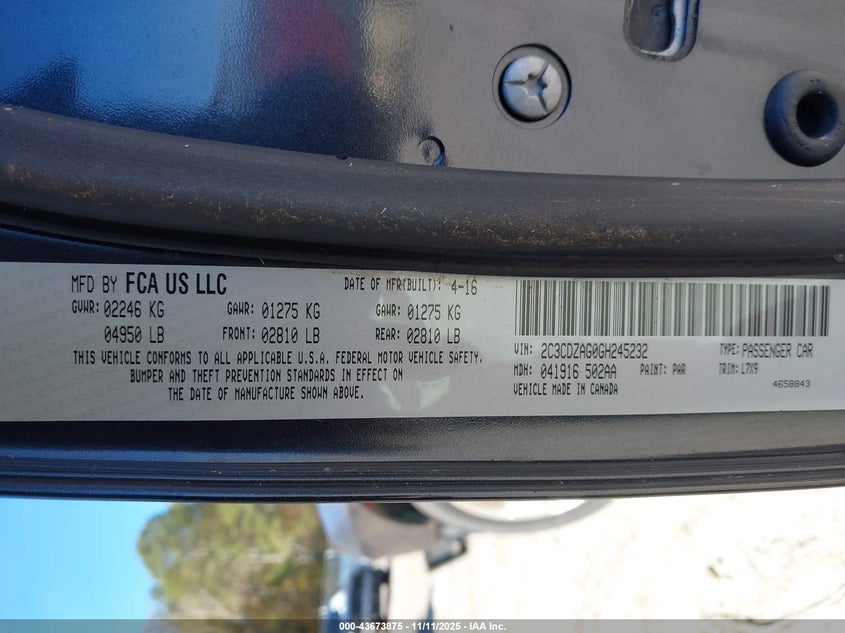 MFD BY FCA US LLC DATE OF MFR(BUILT): 4-16
GVWR: 02246 KG GAWR: 01275 KG GAWR: 01275 KG
04950 LB FRONT: 02810 LB REAR: 02810 LB
THIS VEHICLE CONFORMS TO ALL APPLICABLE U.S.A. FEDERAL MOTOR VEHICLE SAFETY,
BUMPER AND THEFT PREVENTION STANDARDS IN EFFECT ON
THE DATE OF MANUFACTURE SHOWN ABOVE.
VIN: 2C3CDZAG0GH245232 TYPE: PASSENGER CAR
MDH: 041916 502AA PAINT: PAR TRIM: L7X9
VEHICLE MADE IN CANADA 4658843
000-43673875 - 11/11/2025 - IAA Inc.